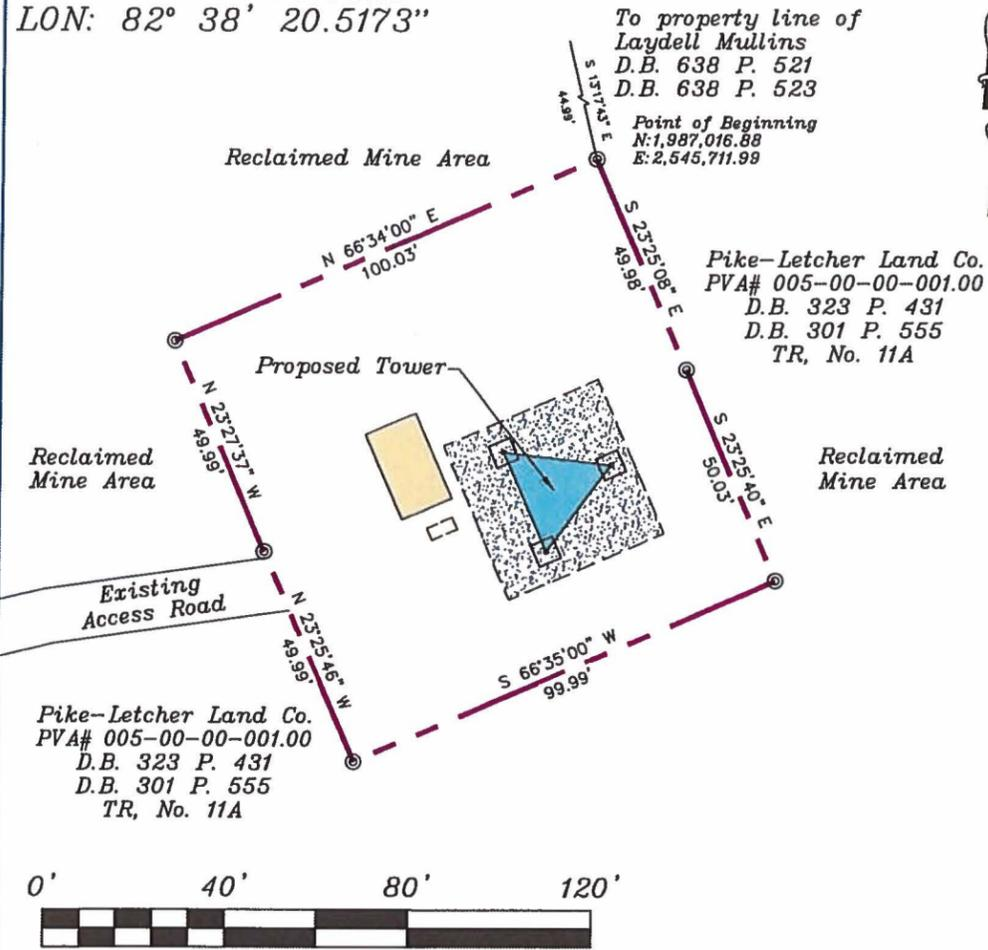 LON: 82° 38' 20.5173”
To property line of
Laydell Mullins
D.B. 638 P. 521
D.B. 638 P. 523
S 13°17'43" E
44.99'
Point of Beginning
N:1,987,016.88
E:2,545,711.99
Reclaimed Mine Area
N 66°34'00" E
100.03'
S 23°25'08" E
49.98'
Pike-Letcher Land Co.
PVA# 005-00-00-001.00
D.B. 323 P. 431
D.B. 301 P. 555
TR, No. 11A
Proposed Tower
N 23°27'37" W
49.99'
S 23°25'40" E
50.03'
Reclaimed
Mine Area
Reclaimed
Mine Area
Existing
Access Road
N 23°25'46" W
49.99'
S 66°35'00" W
99.99'
Pike-Letcher Land Co.
PVA# 005-00-00-001.00
D.B. 323 P. 431
D.B. 301 P. 555
TR, No. 11A
0' 40' 80' 120'